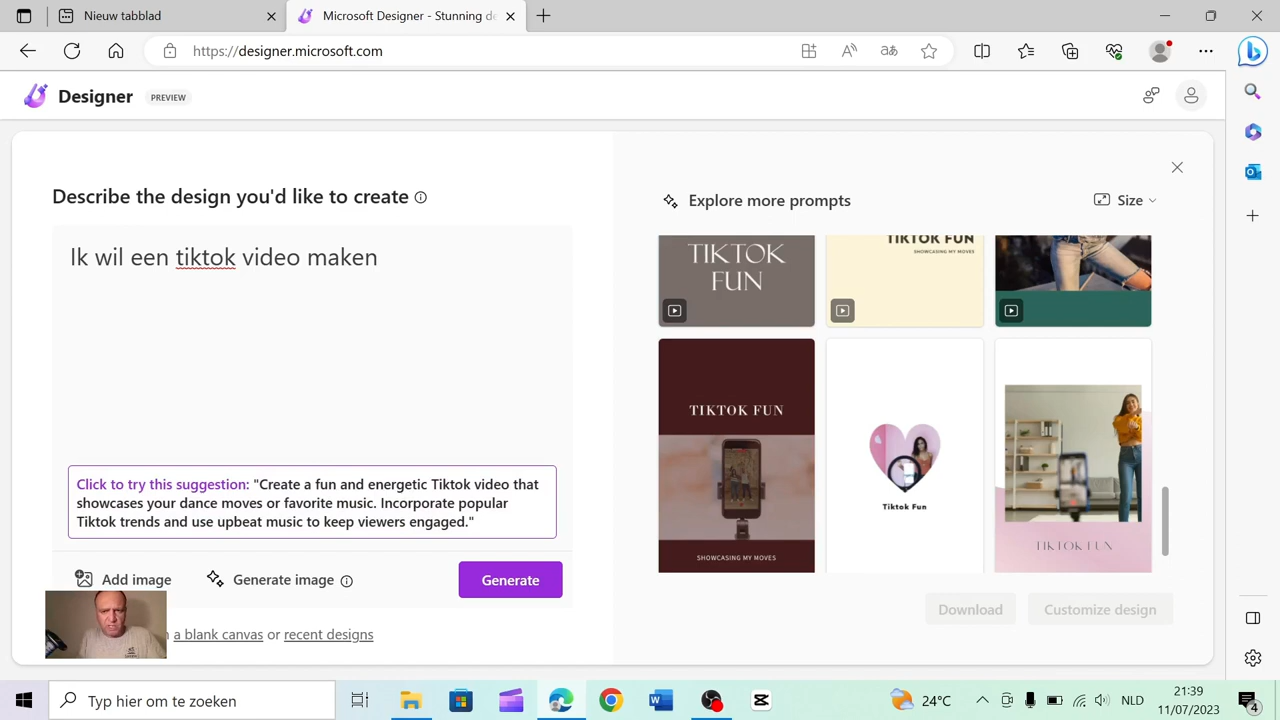 Nieuw tabblad
Microsoft Designer - Stunning de
https://designer.microsoft.com
Designer PREVIEW
Describe the design you'd like to create
Ik wil een tiktok video maken
Click to try this suggestion: "Create a fun and energetic Tiktok video that
showcases your dance moves or favorite music. Incorporate popular
Tiktok trends and use upbeat music to keep viewers engaged."
Add image
Generate image
Generate
a blank canvas or recent designs
Explore more prompts
Size
TIKTOK
FUN
TIKTOK FUN
SHOWCASING MY MOVES
TIKTOK FUN
SHOWCASING MY MOVES
Tiktok Fun
TIKTOK FUN
Download
Customize design
Typ hier om te zoeken
24°C
NLD
21:39
11/07/2023
4